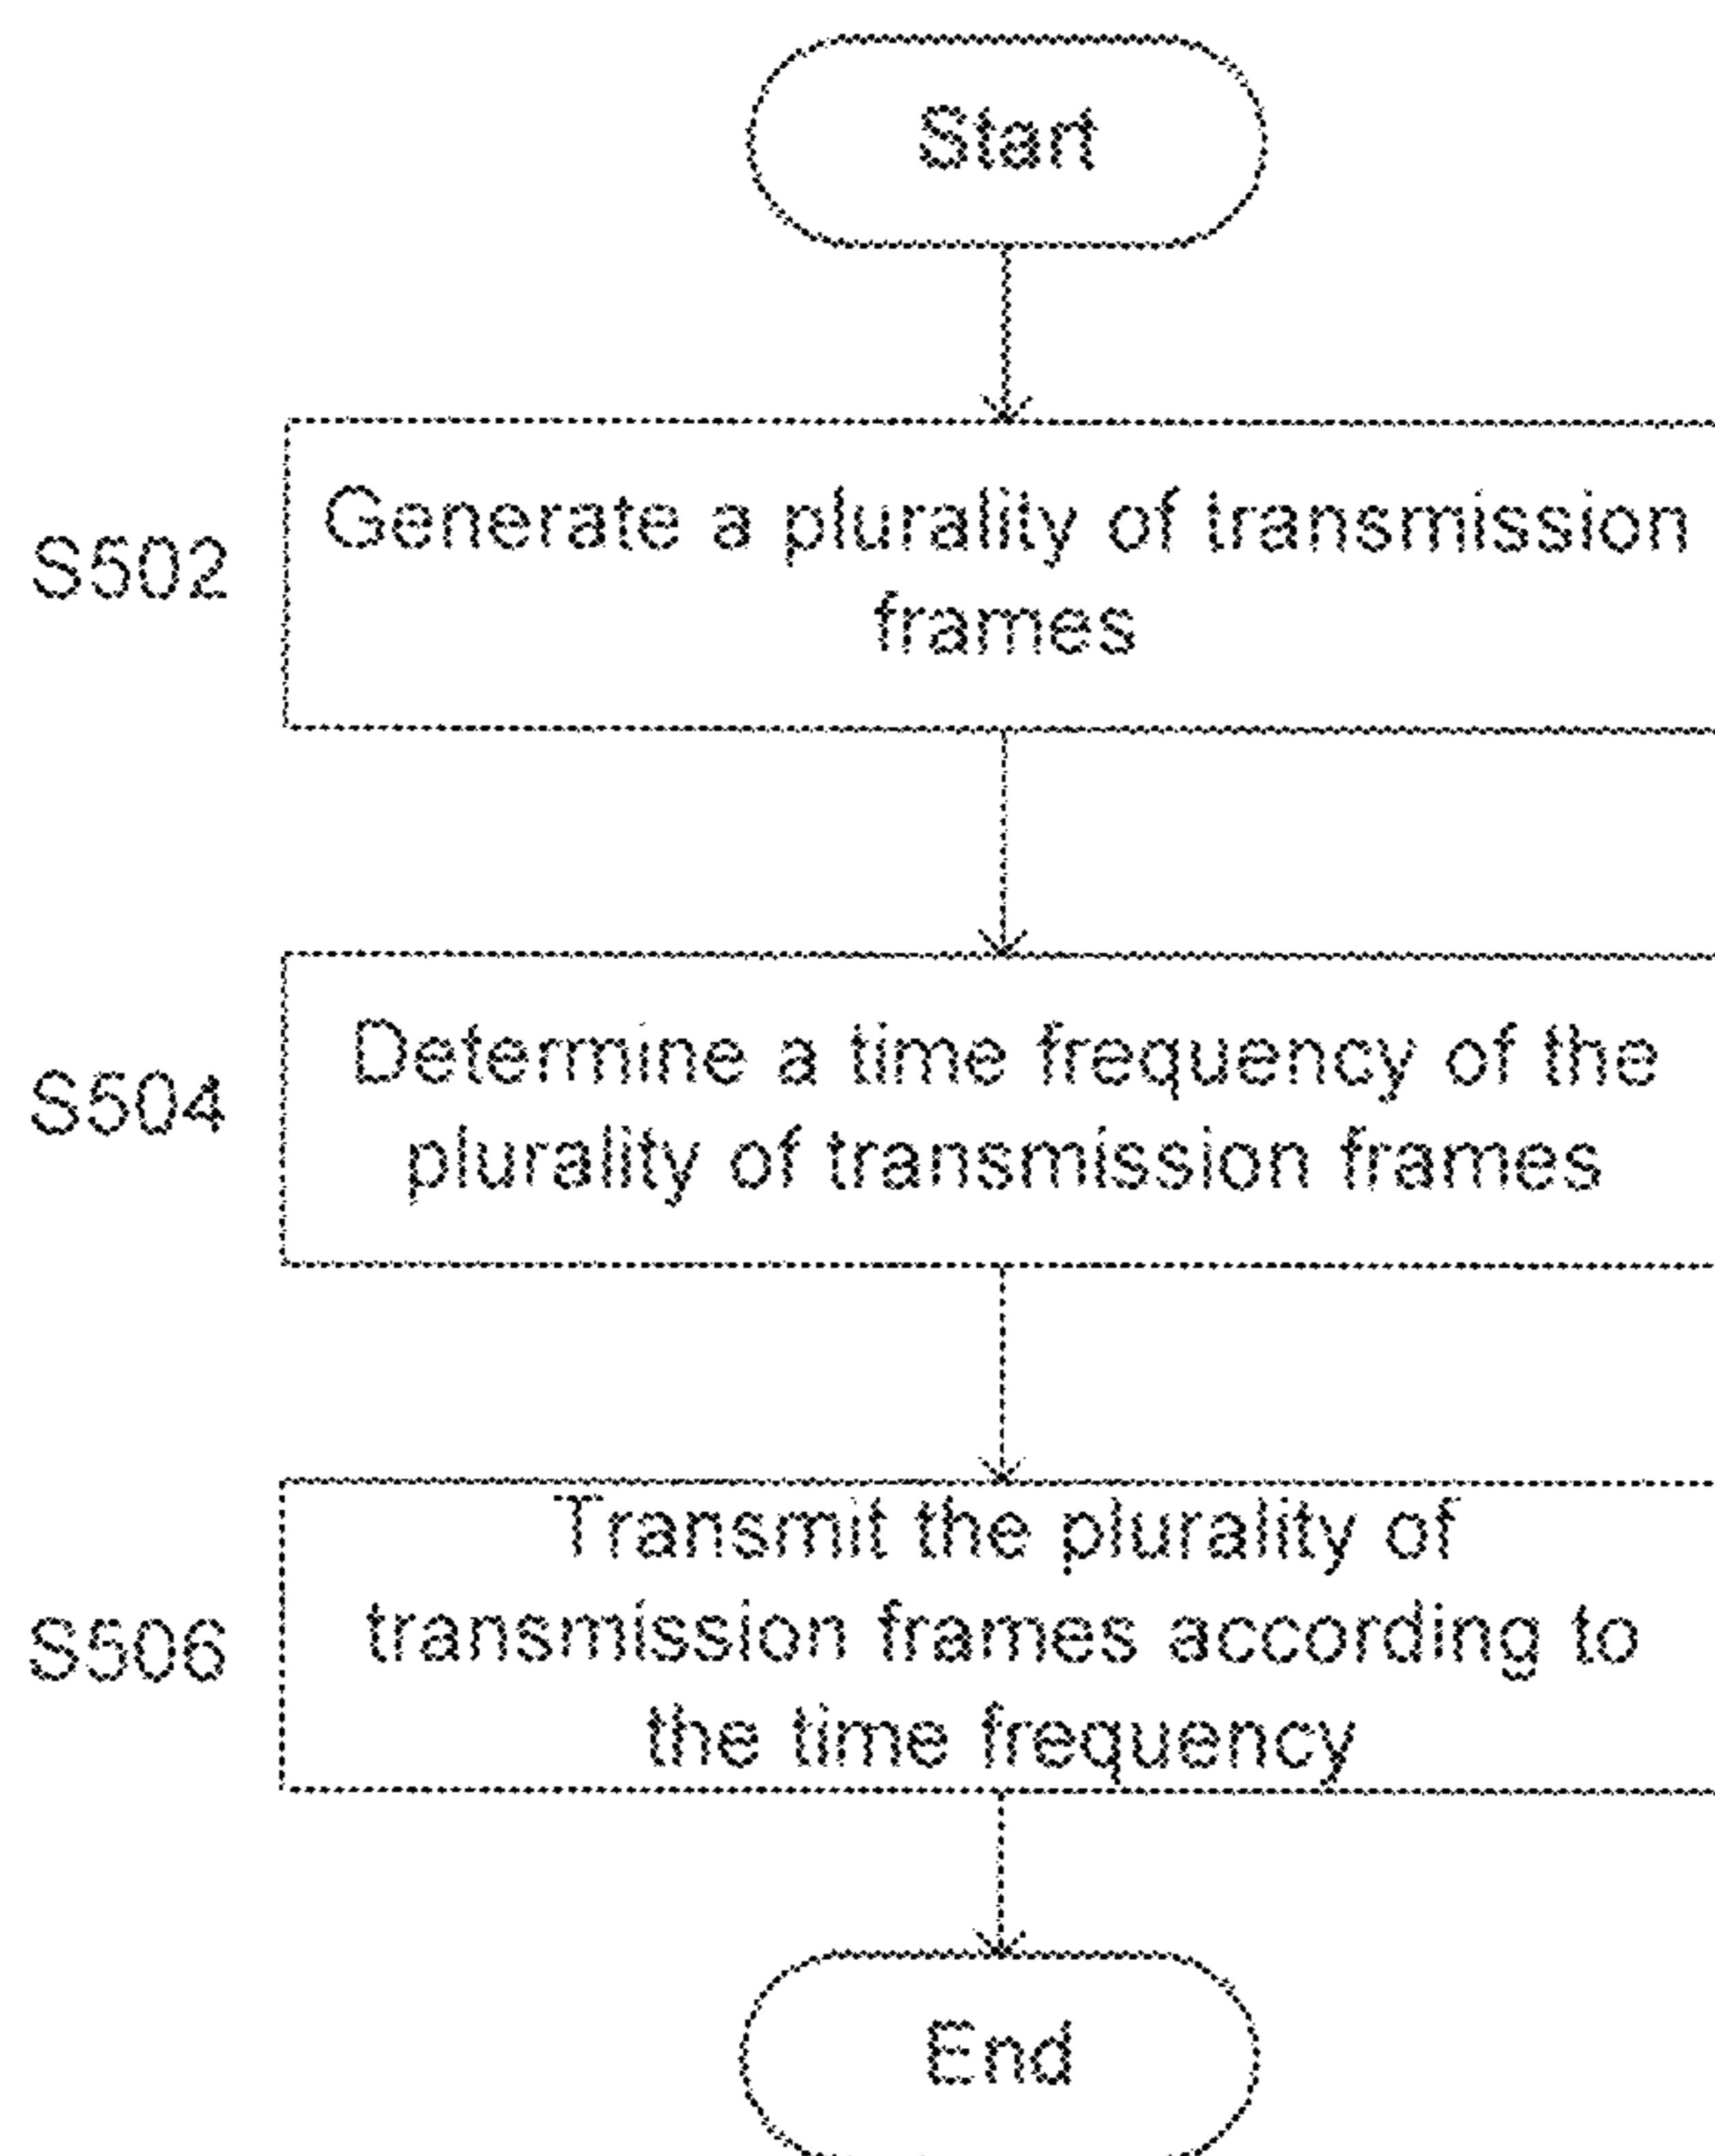 Start
S502
Generate a plurality of transmission
frames
S504
Determine a time frequency of the
plurality of transmission frames
S506
Transmit the plurality of
transmission frames according to
the time frequency
End